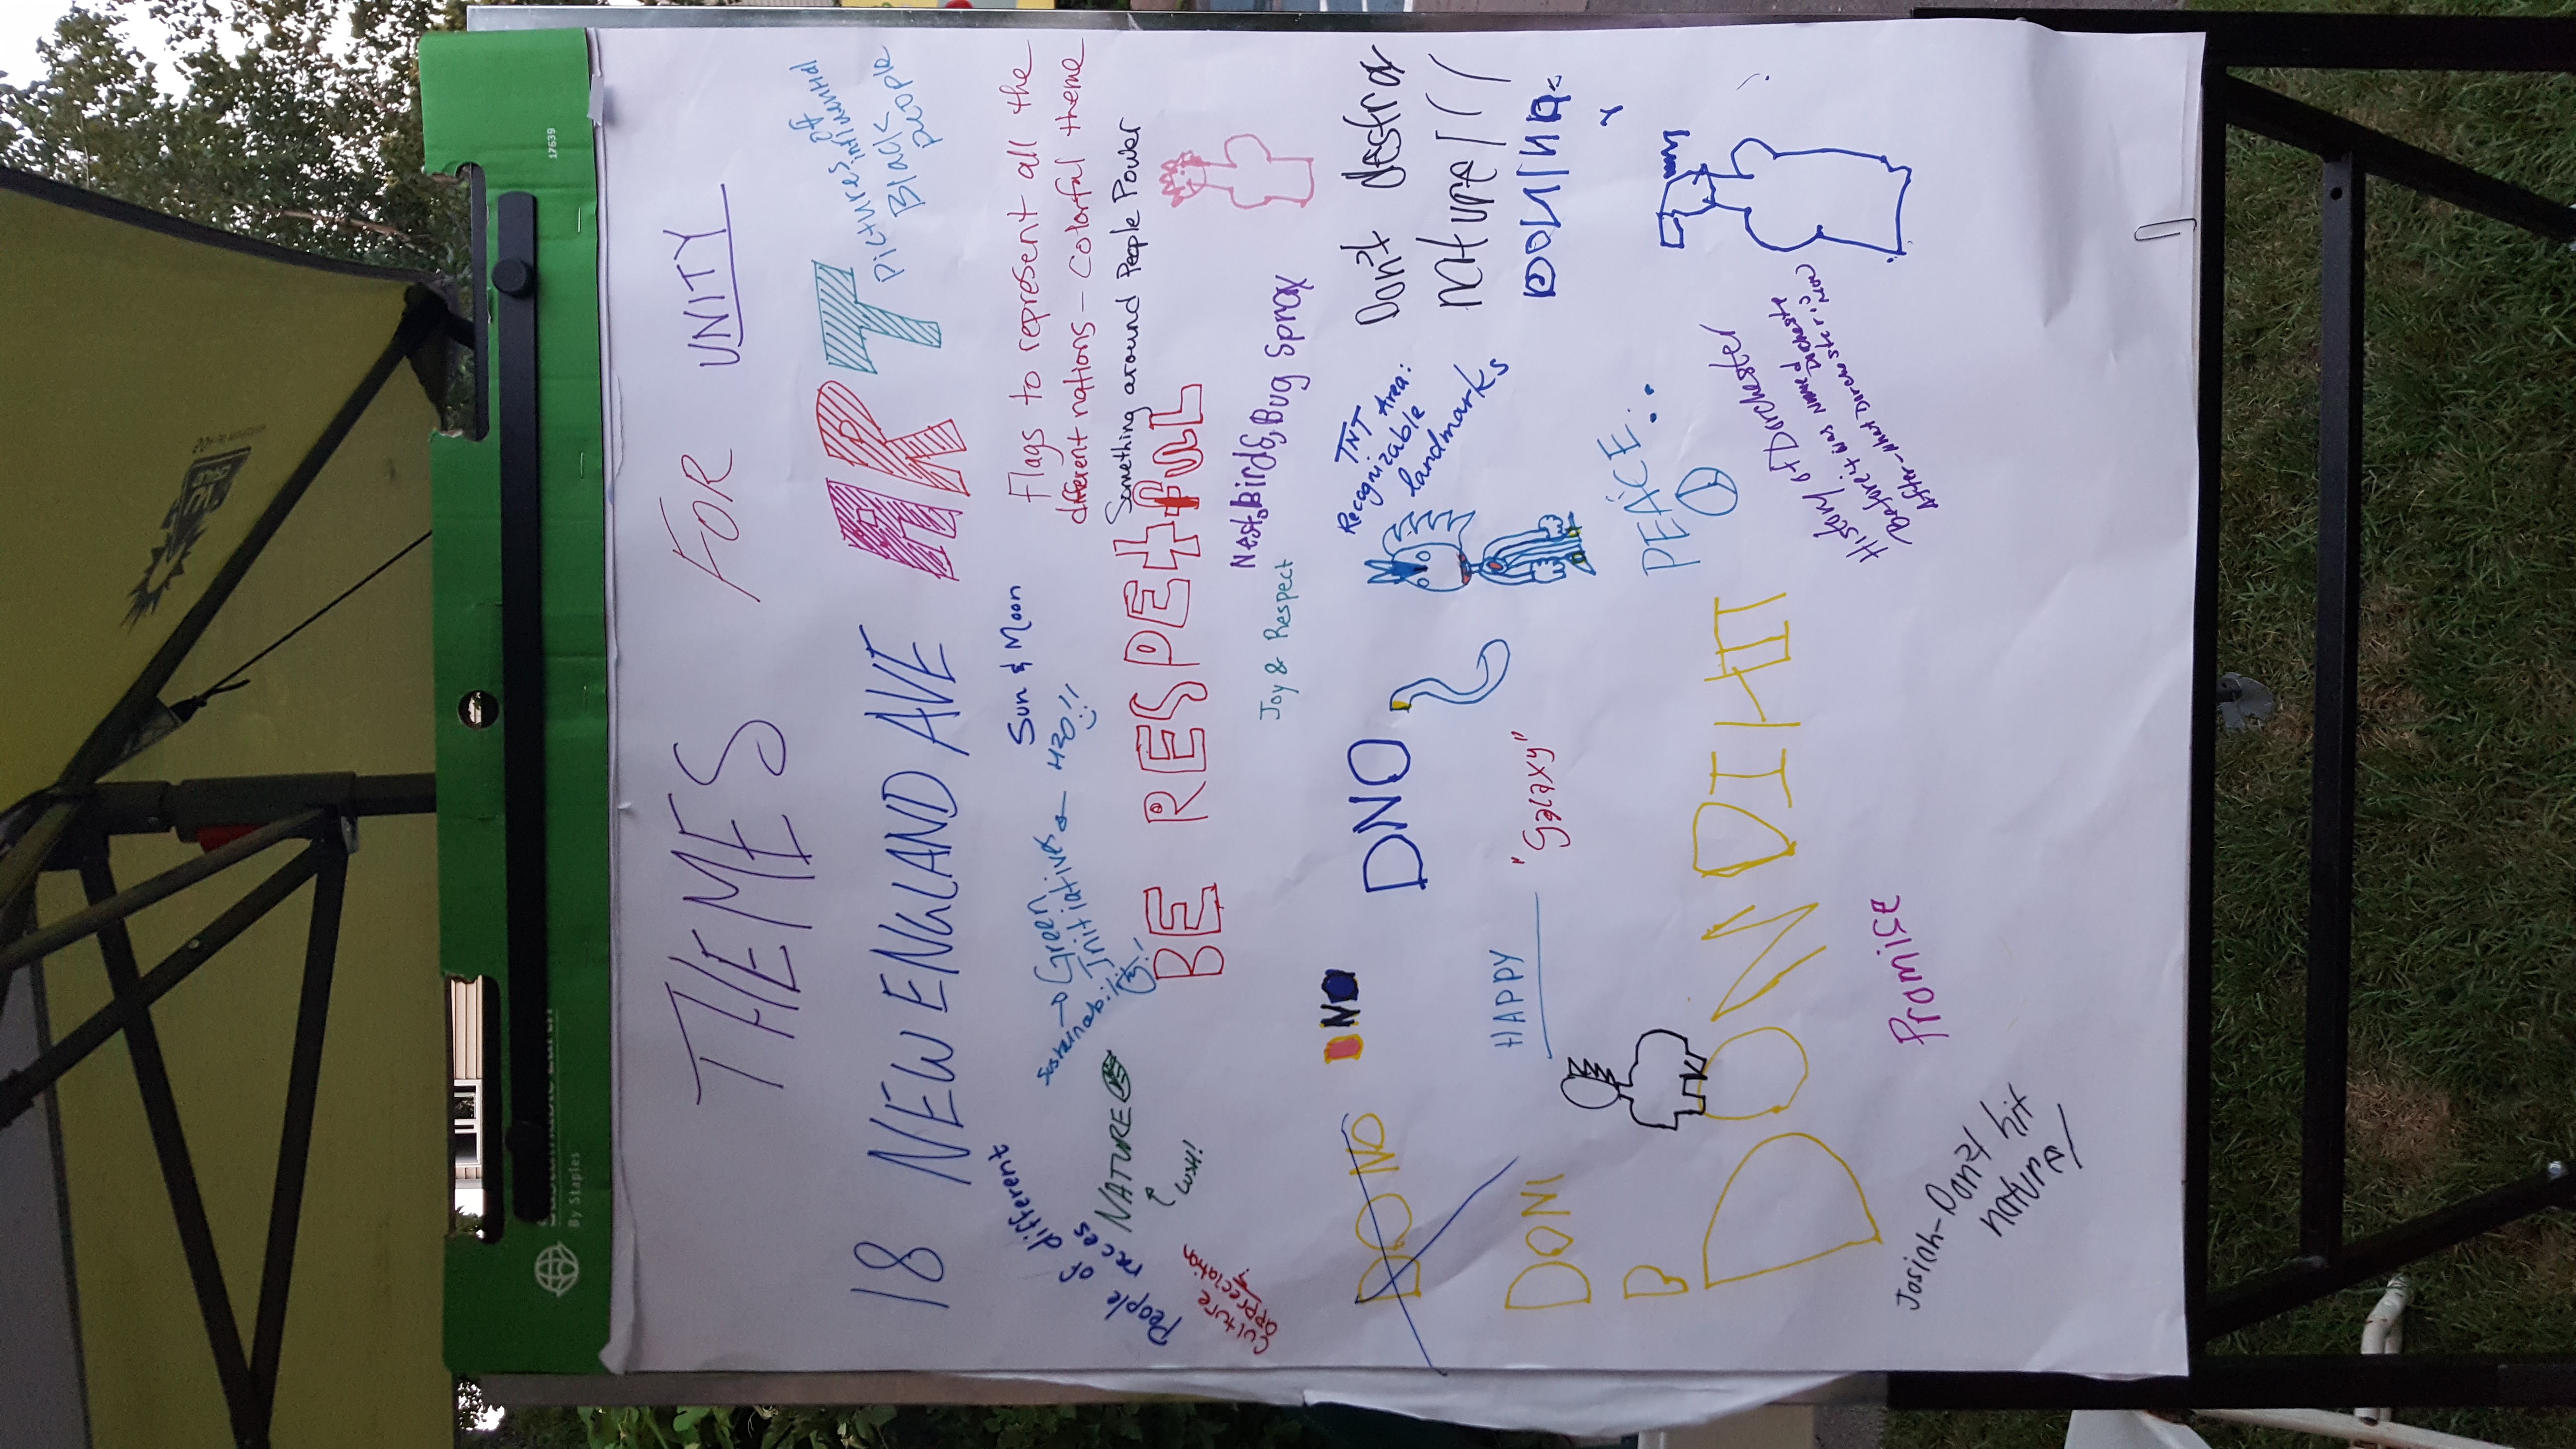 By Staples
17639
THEMES FOR UNITY
18 NEW ENGLAND AVE ART
Pictures of
influential
Black
people
People of different
races
Sustainability!!
Green
Initiatives
H2O!!
Sun & Moon
Flags to represent all the
different nations - Colorful theme
Something around People Power
NATURE
LUSH!
Culture
appreciation
BE RESPETfuLL
Joy & Respect
Nest, Birds, Bug Spray
DO NO
DNO
DNO
TNT Area:
Recognizable
landmarks
Don't destroy
nature!!!
HAPPY
"Galaxy"
DONI
D
DONDIHIT
PEACE..
History of Dorchester
Before it was named Dorcheste
After-what Dorchester is now
Promise
Josiah-Don't hit
nature!